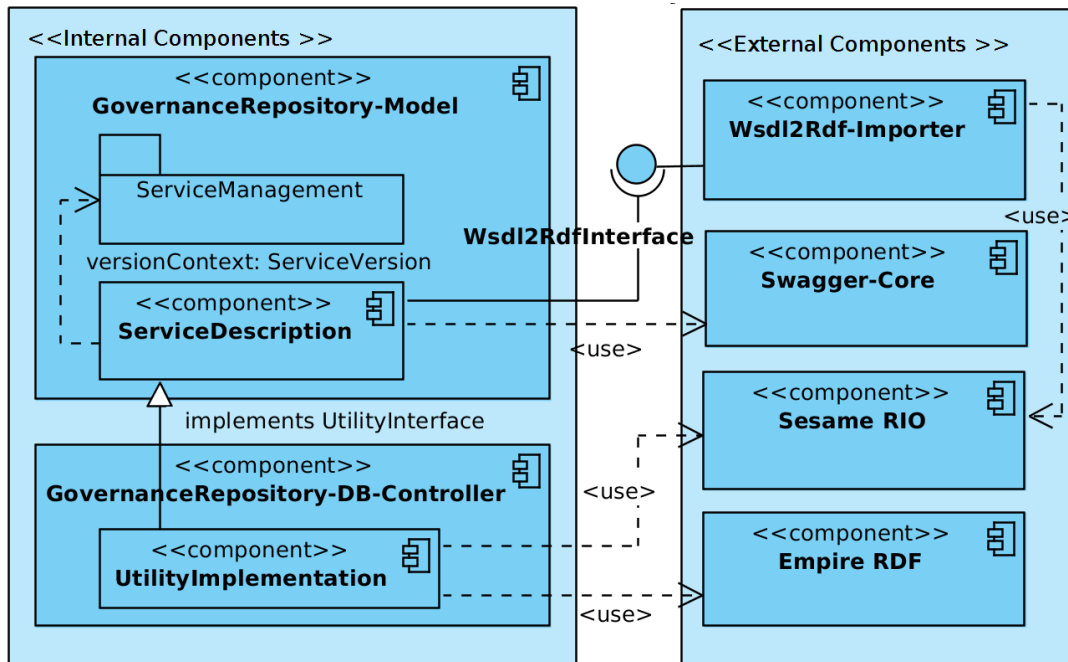 <<Internal Components >>
<<component>>
GovernanceRepository-Model
ServiceManagement
versionContext: ServiceVersion
<<component>>
ServiceDescription
implements UtilityInterface
<<component>>
GovernanceRepository-DB-Controller
<<component>>
UtilityImplementation
Wsdl2RdfInterface
<use>
<use>
<use>
<<External Components >>
<<component>>
Wsdl2Rdf-Importer
<use>
<<component>>
Swagger-Core
<<component>>
Sesame RIO
<<component>>
Empire RDF